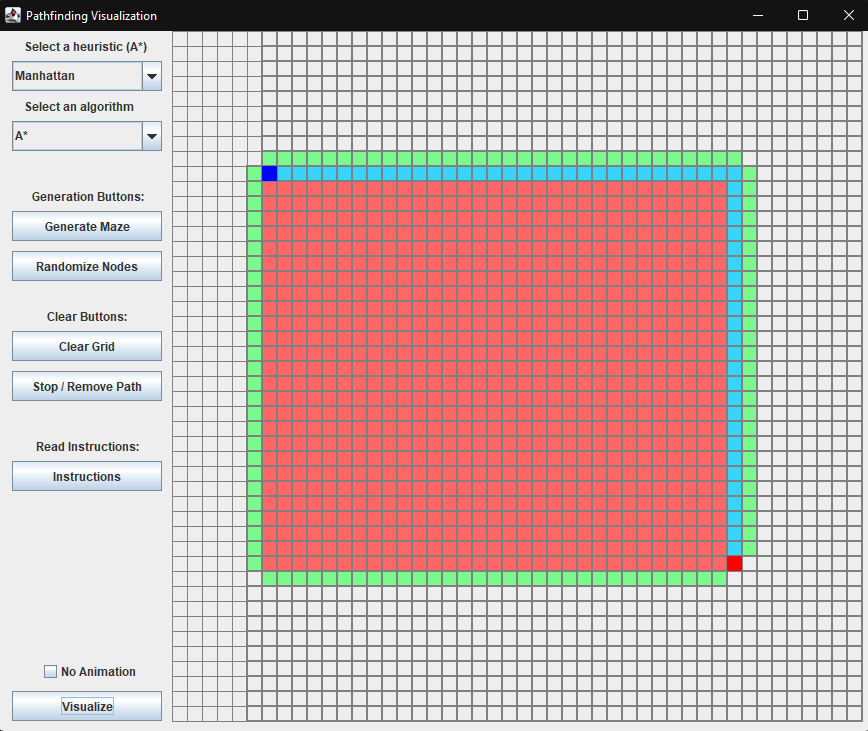 Pathfinding Visualization
Select a heuristic (A*)
Manhattan
Select an algorithm
A*
Generation Buttons:
Generate Maze
Randomize Nodes
Clear Buttons:
Clear Grid
Stop / Remove Path
Read Instructions:
Instructions
No Animation
Visualize